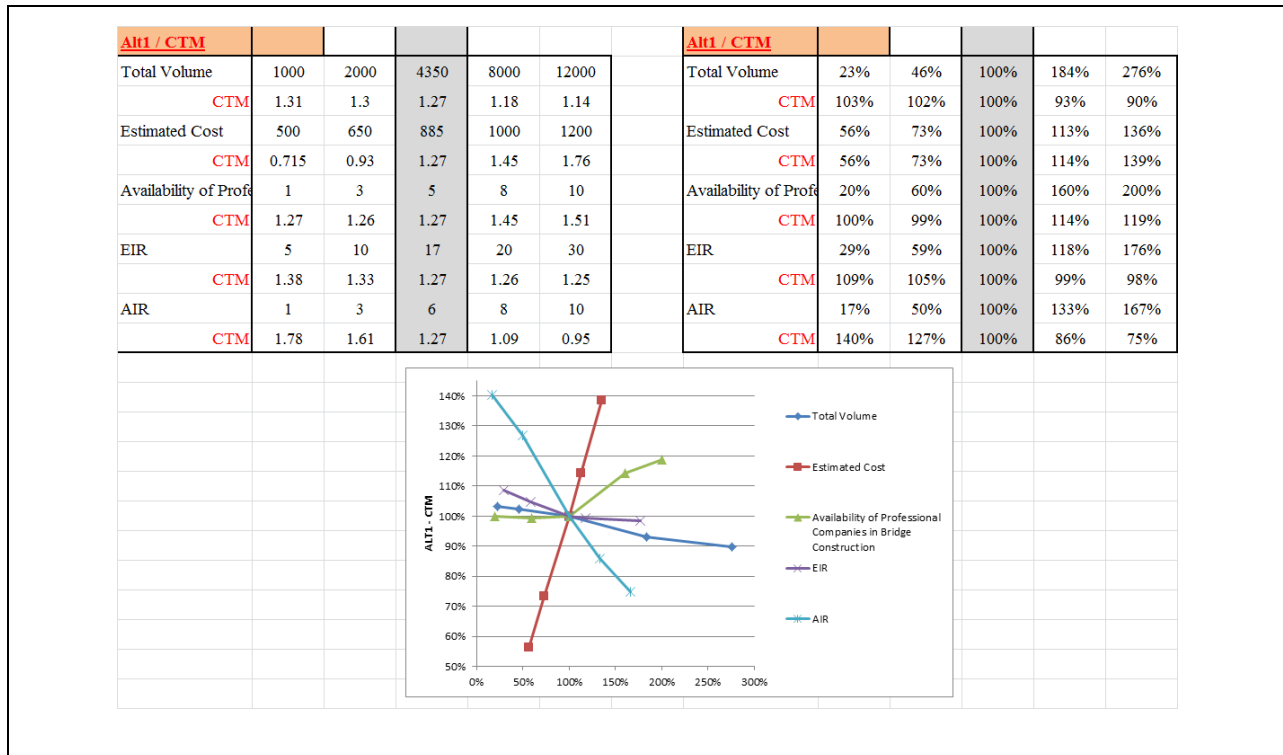 Alt1 / CTM
Total Volume 1000 2000 4350 8000 12000
CTM 1.31 1.3 1.27 1.18 1.14
Estimated Cost 500 650 885 1000 1200
CTM 0.715 0.93 1.27 1.45 1.76
Availability of Profe 1 3 5 8 10
CTM 1.27 1.26 1.27 1.45 1.51
EIR 5 10 17 20 30
CTM 1.38 1.33 1.27 1.26 1.25
AIR 1 3 6 8 10
CTM 1.78 1.61 1.27 1.09 0.95
Alt1 / CTM
Total Volume 23% 46% 100% 184% 276%
CTM 103% 102% 100% 93% 90%
Estimated Cost 56% 73% 100% 113% 136%
CTM 56% 73% 100% 114% 139%
Availability of Profe 20% 60% 100% 160% 200%
CTM 100% 99% 100% 114% 119%
EIR 29% 59% 100% 118% 176%
CTM 109% 105% 100% 99% 98%
AIR 17% 50% 100% 133% 167%
CTM 140% 127% 100% 86% 75%
ALT1 - CTM
140%
130%
120%
110%
100%
90%
80%
70%
60%
50%
0% 50% 100% 150% 200% 250% 300%
Total Volume
Estimated Cost
Availability of Professional
Companies in Bridge
Construction
EIR
AIR